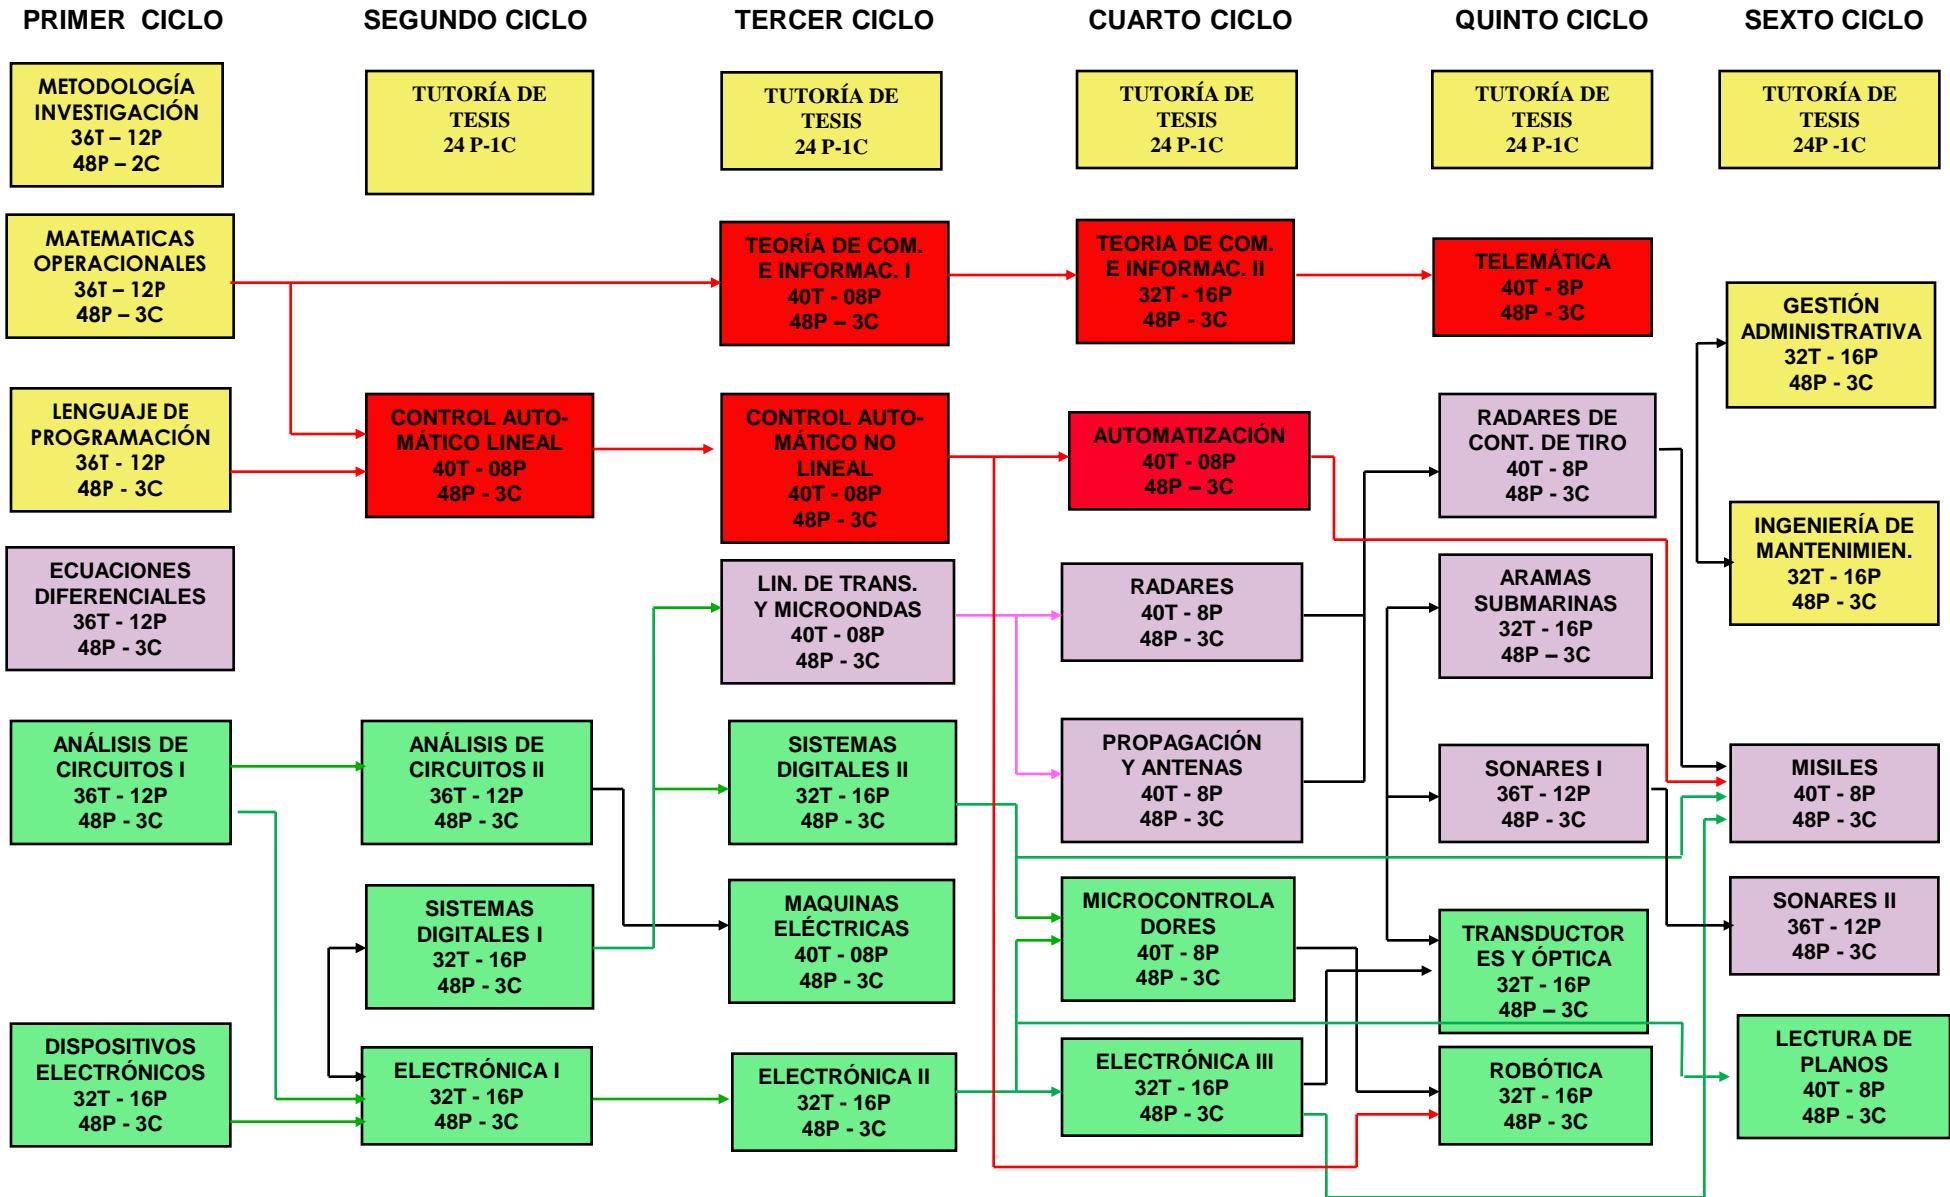 PRIMER CICLO
SEGUNDO CICLO
TERCER CICLO
CUARTO CICLO
QUINTO CICLO
SEXTO CICLO
METODOLOGÍA
INVESTIGACIÓN
36T – 12P
48P – 2C
TUTORÍA DE
TESIS
24 P-1C
TUTORÍA DE
TESIS
24 P-1C
TUTORÍA DE
TESIS
24 P-1C
TUTORÍA DE
TESIS
24 P-1C
TUTORÍA DE
TESIS
24P -1C
MATEMATICAS
OPERACIONALES
36T – 12P
48P – 3C
TEORÍA DE COM.
E INFORMAC. I
40T - 08P
48P – 3C
TEORIA DE COM.
E INFORMAC. II
32T - 16P
48P - 3C
TELEMÁTICA
40T - 8P
48P - 3C
GESTIÓN
ADMINISTRATIVA
32T - 16P
48P - 3C
LENGUAJE DE
PROGRAMACIÓN
36T - 12P
48P - 3C
CONTROL AUTO-
MÁTICO LINEAL
40T - 08P
48P - 3C
CONTROL AUTO-
MÁTICO NO
LINEAL
40T - 08P
48P - 3C
AUTOMATIZACIÓN
40T - 08P
48P – 3C
RADARES DE
CONT. DE TIRO
40T - 8P
48P - 3C
INGENIERÍA DE
MANTENIMIEN.
32T - 16P
48P - 3C
ECUACIONES
DIFERENCIALES
36T - 12P
48P - 3C
LIN. DE TRANS.
Y MICROONDAS
40T - 08P
48P - 3C
RADARES
40T - 8P
48P - 3C
ARAMAS
SUBMARINAS
32T - 16P
48P – 3C
ANÁLISIS DE
CIRCUITOS I
36T - 12P
48P - 3C
ANÁLISIS DE
CIRCUITOS II
36T - 12P
48P - 3C
SISTEMAS
DIGITALES II
32T - 16P
48P - 3C
PROPAGACIÓN
Y ANTENAS
40T - 8P
48P - 3C
SONARES I
36T - 12P
48P - 3C
MISILES
40T - 8P
48P - 3C
SISTEMAS
DIGITALES I
32T - 16P
48P - 3C
MAQUINAS
ELÉCTRICAS
40T - 08P
48P - 3C
MICROCONTROLA
DORES
40T - 8P
48P - 3C
TRANSDUCTOR
ES Y ÓPTICA
32T - 16P
48P – 3C
SONARES II
36T - 12P
48P - 3C
DISPOSITIVOS
ELECTRÓNICOS
32T - 16P
48P - 3C
ELECTRÓNICA I
32T - 16P
48P - 3C
ELECTRÓNICA II
32T - 16P
48P - 3C
ELECTRÓNICA III
32T - 16P
48P - 3C
ROBÓTICA
32T - 16P
48P - 3C
LECTURA DE
PLANOS
40T - 8P
48P - 3C